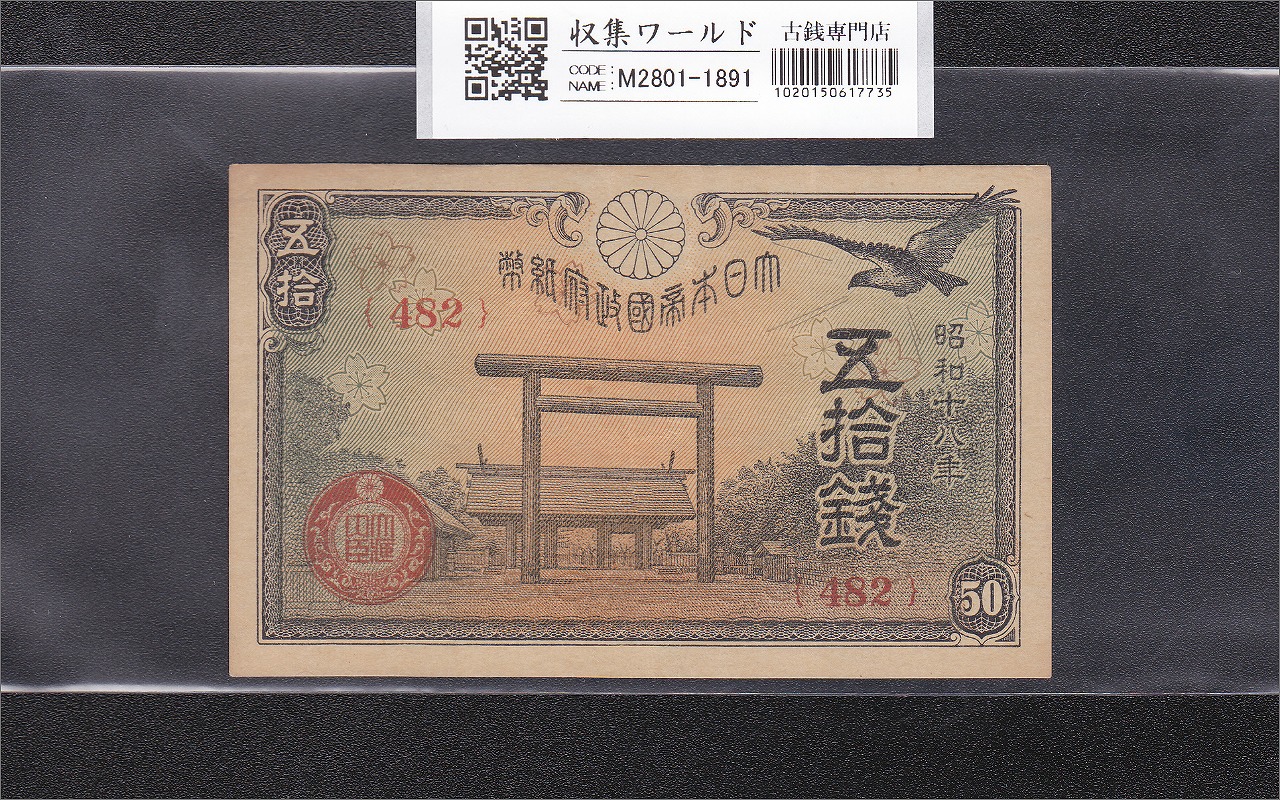 収集ワールド 古銭専門店
CODE:
NAME: M2801-1891
1020150617735
五拾
大日本帝國政府紙幣
{ 482 }
昭和十八年
五拾錢
{ 482 }
50